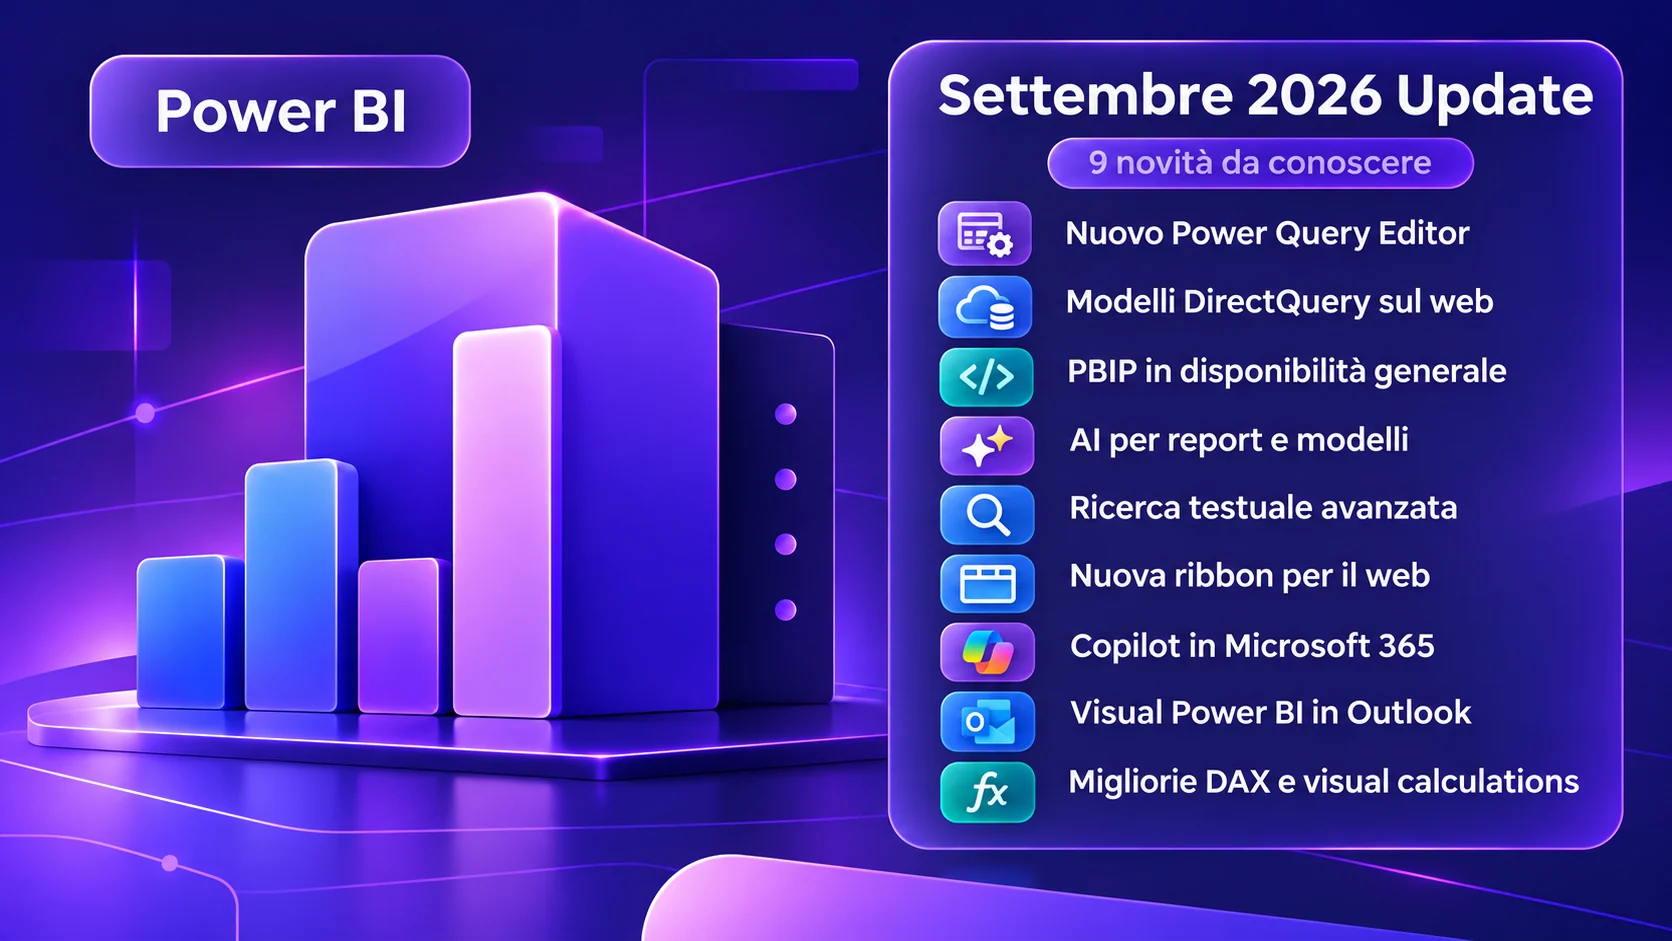 Power BI
Settembre 2026 Update
9 novità da conoscere
Nuovo Power Query Editor
Modelli DirectQuery sul web
</>
PBIP in disponibilità generale
AI per report e modelli
Ricerca testuale avanzata
Nuova ribbon per il web
Copilot in Microsoft 365
O
Visual Power BI in Outlook
fx
Migliorie DAX e visual calculations